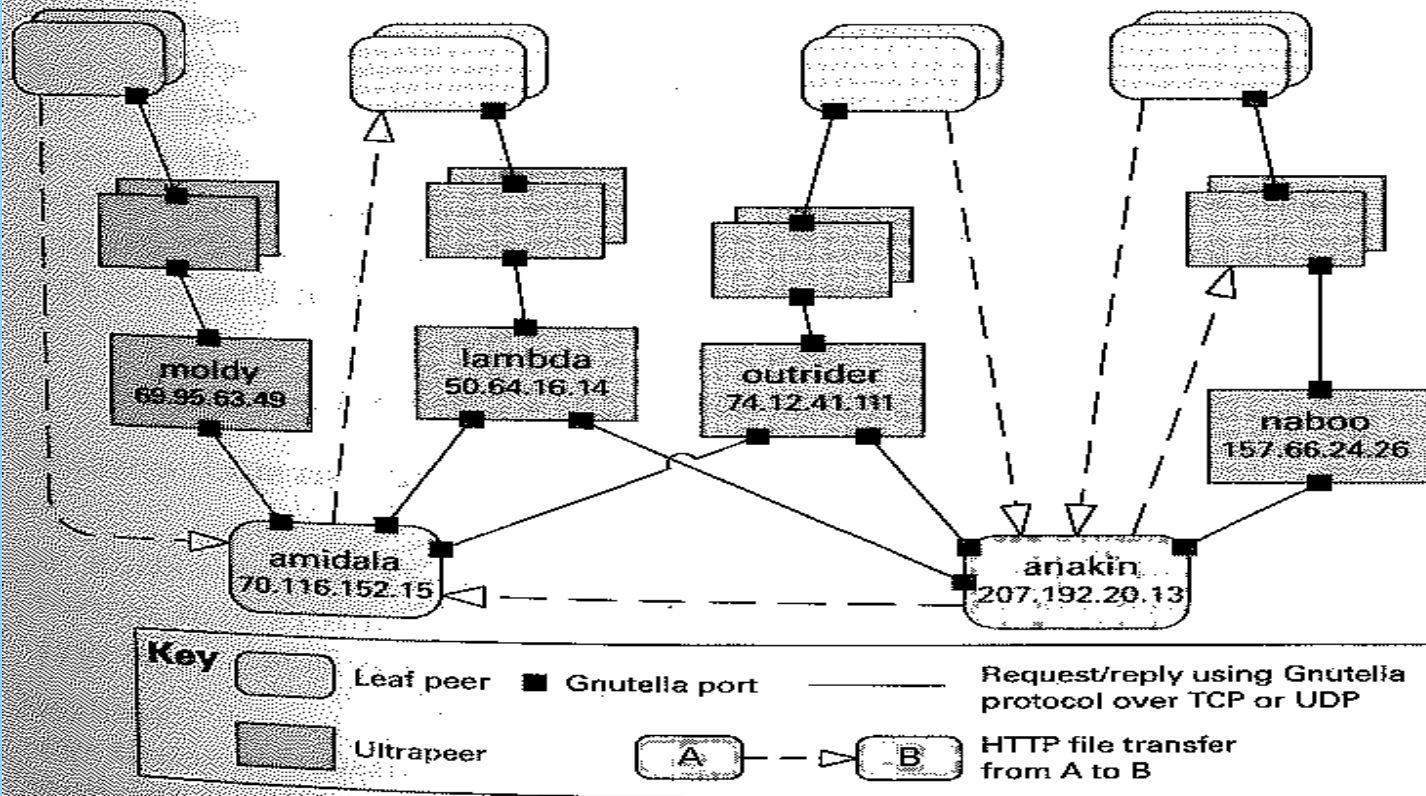 moldy
69.95.63.49
lambda
50.64.16.14
outrider
74.12.41.111
naboo
157.66.24.26
amidala
70.116.152.15
anakin
207.192.20.13
Key
Leaf peer
Gnutella port
Request/reply using Gnutella
protocol over TCP or UDP
Ultrapeer
A
B
HTTP file transfer
from A to B